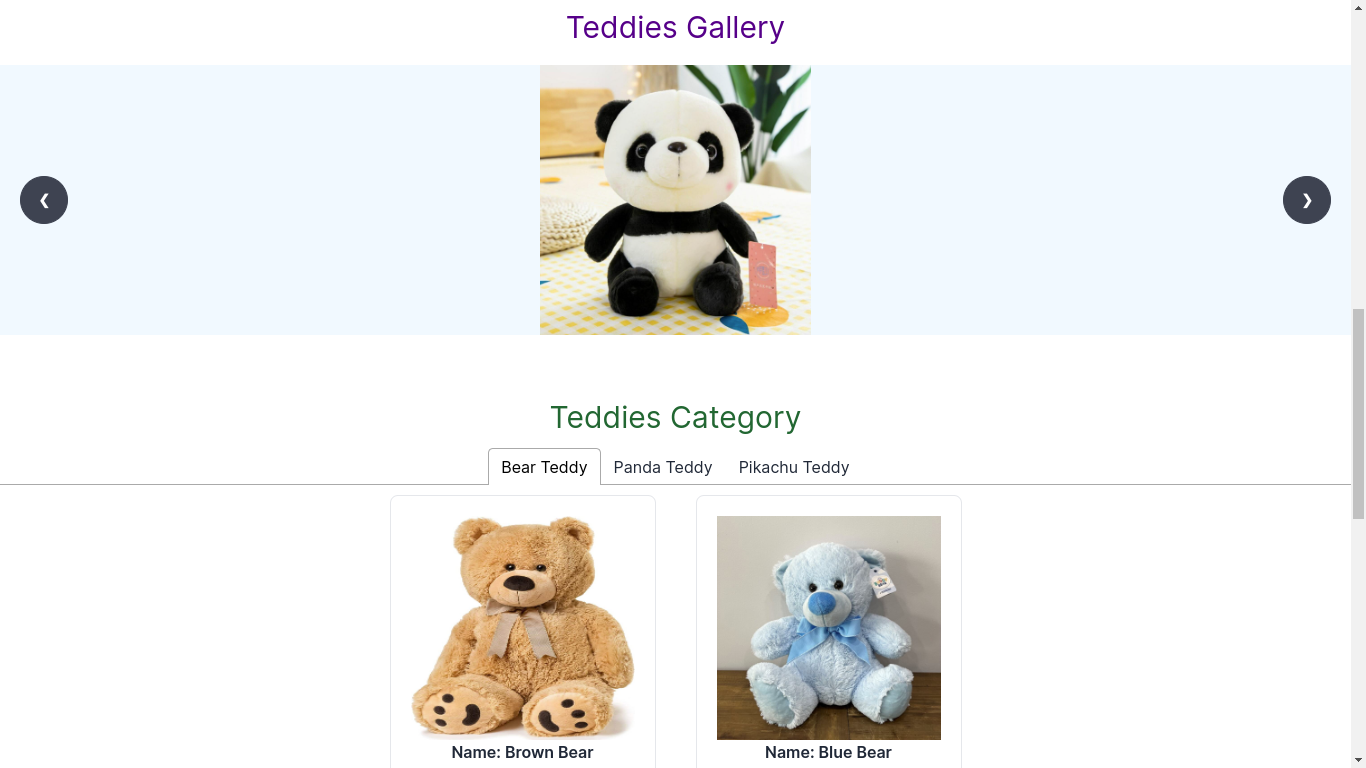 Teddies Gallery
❮
❯
Teddies Category
Bear Teddy Panda Teddy Pikachu Teddy
Name: Brown Bear
Name: Blue Bear